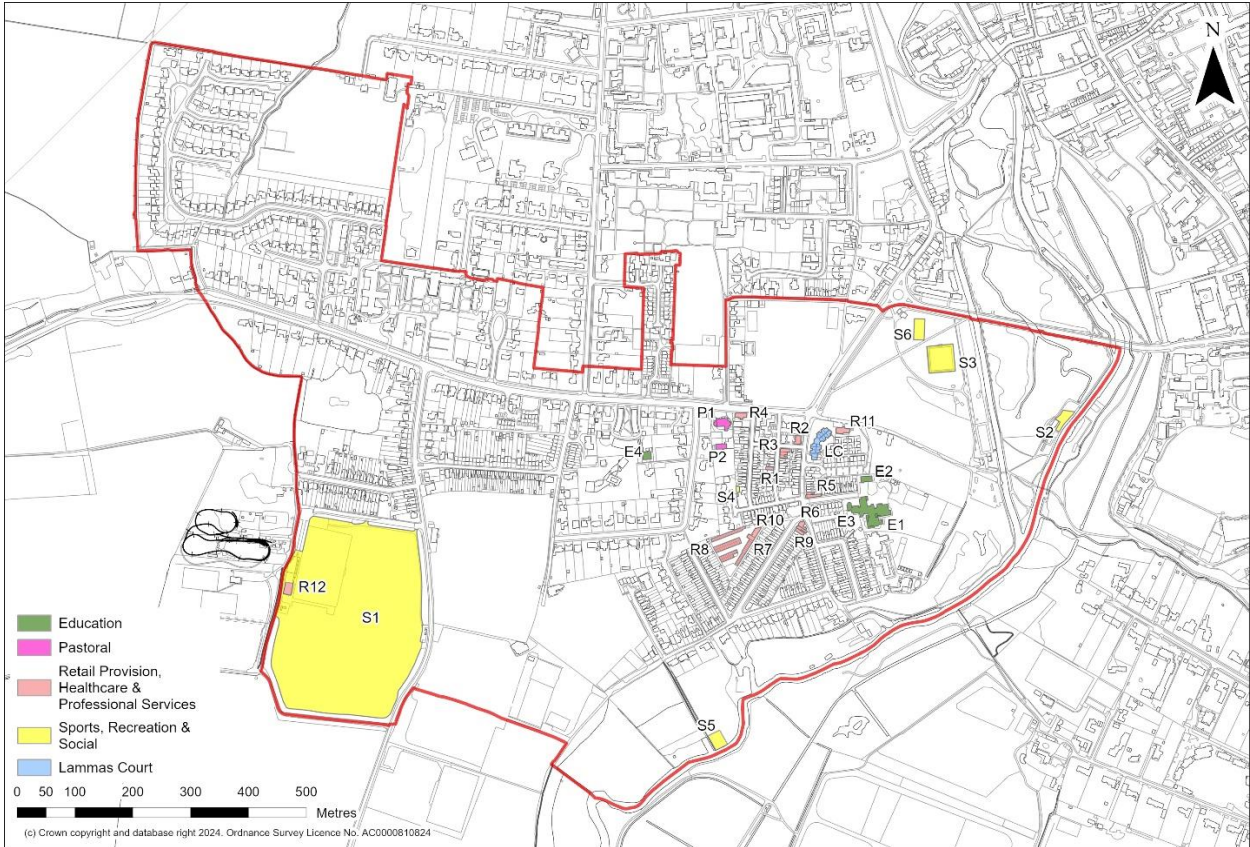 N
S6
S3
S2
P1
R4
R2
R11
P2
R3
LC
E4
R1
E2
S4
R5
R6
R10
E3
E1
R8
R7
R9
R12
S1
S5
Education
Pastoral
Retail Provision,
Healthcare &
Professional Services
Sports, Recreation &
Social
Lammas Court
0 50 100 200 300 400 500
Metres
(c) Crown copyright and database right 2024. Ordnance Survey Licence No. AC0000810824